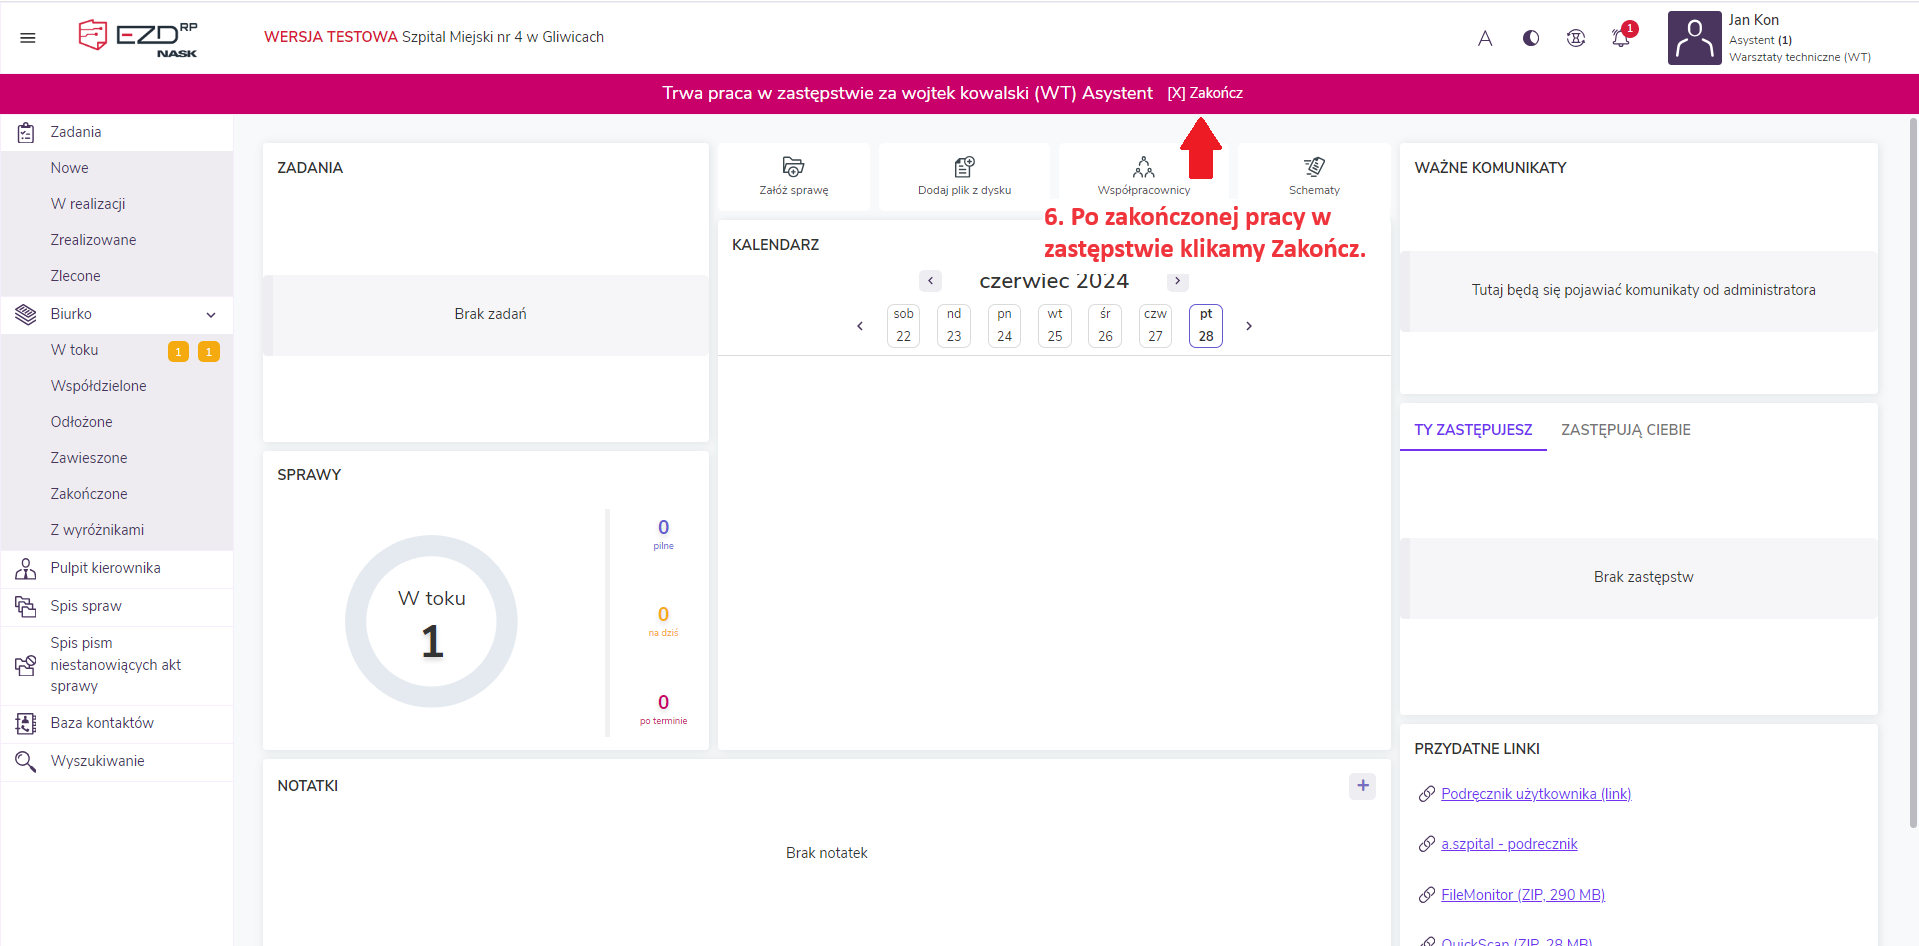 EZD RP
NASK
WERSJA TESTOWA Szpital Miejski nr 4 w Gliwicach
A
1
Jan Kon
Asystent (1)
Warsztaty techniczne (WT)
Trwa praca w zastępstwie za wojtek kowalski (WT) Asystent [X] Zakończ
Zadania
Nowe
W realizacji
Zrealizowane
Zlecone
Biurko
W toku 1 1
Współdzielone
Odłożone
Zawieszone
Zakończone
Z wyróżnikami
Pulpit kierownika
Spis spraw
Spis pism
niestanowiących akt
sprawy
Baza kontaktów
Wyszukiwanie
ZADANIA
Brak zadań
SPRAWY
W toku
1
0
pilne
0
na dziś
0
po terminie
Załóż sprawę
Dodaj plik z dysku
Współpracownicy
Schematy
6. Po zakończonej pracy w
zastępstwie klikamy Zakończ.
KALENDARZ
czerwiec 2024
sob nd pn wt śr czw pt
22 23 24 25 26 27 28
NOTATKI
+
Brak notatek
WAŻNE KOMUNIKATY
Tutaj będą się pojawiać komunikaty od administratora
TY ZASTĘPUJESZ ZASTĘPUJĄ CIEBIE
Brak zastępstw
PRZYDATNE LINKI
Podręcznik użytkownika (link)
a.szpital - podrecznik
FileMonitor (ZIP, 290 MB)
QuickScan (ZIP, 28 MB)